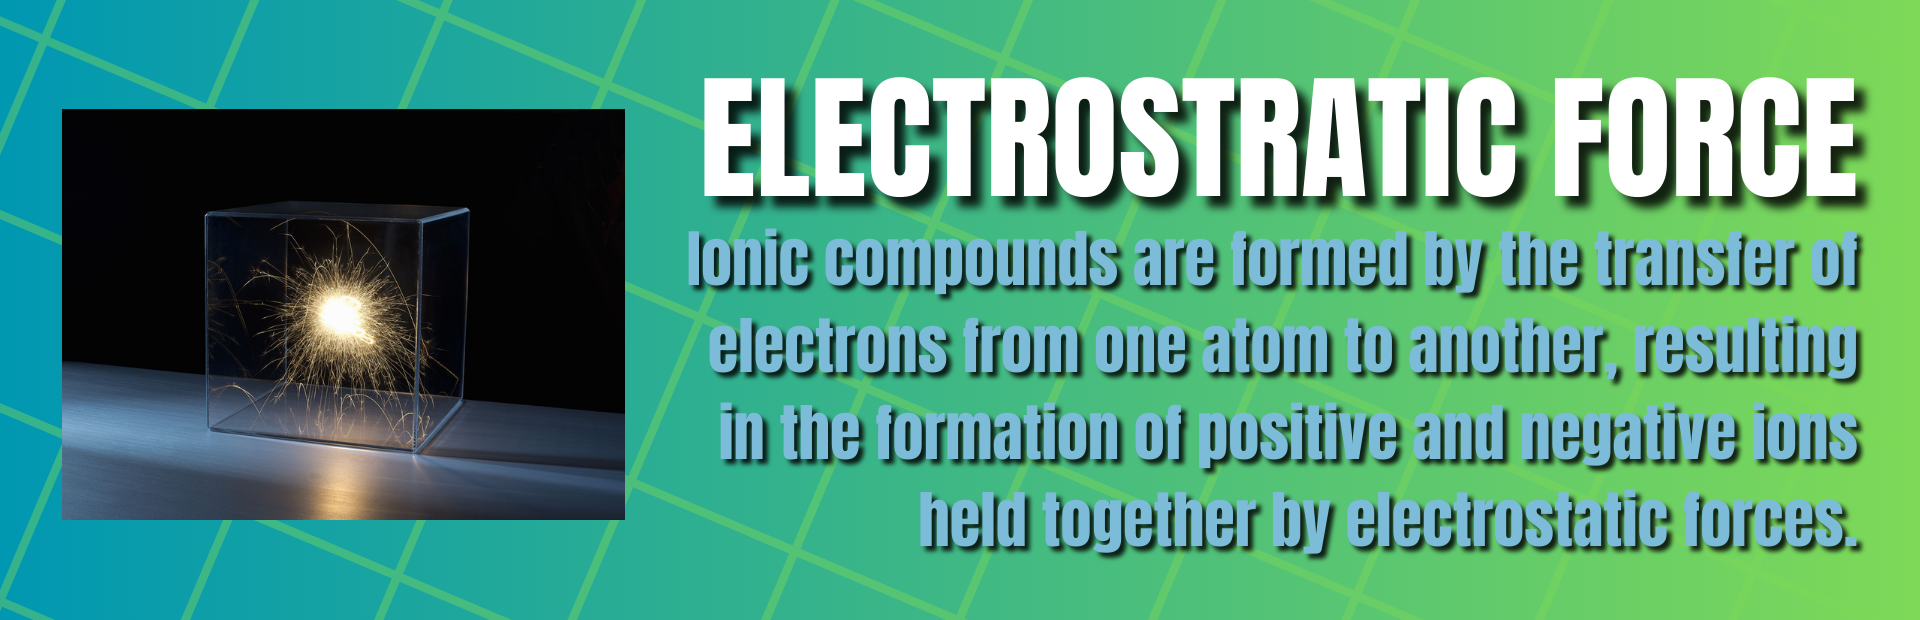 ELECTROSTRATIC FORCE
Ionic compounds are formed by the transfer of
electrons from one atom to another, resulting
in the formation of positive and negative ions
held together by electrostatic forces.